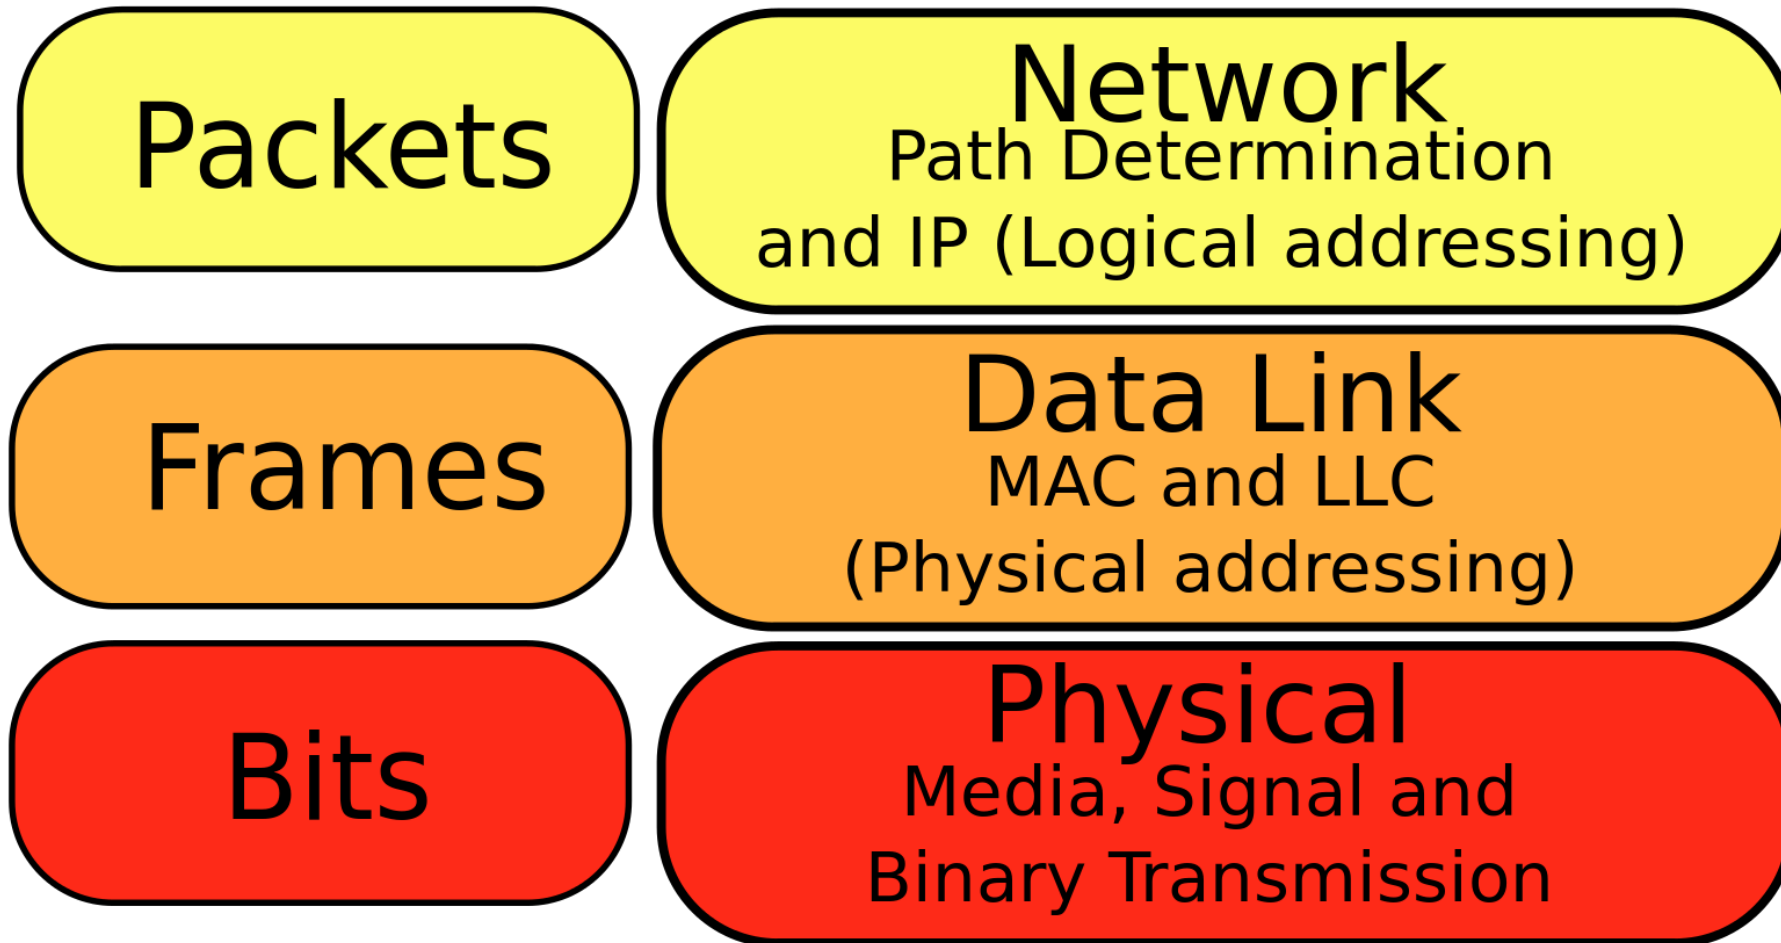 Packets
Network
Path Determination
and IP (Logical addressing)
Frames
Data Link
MAC and LLC
(Physical addressing)
Bits
Physical
Media, Signal and
Binary Transmission